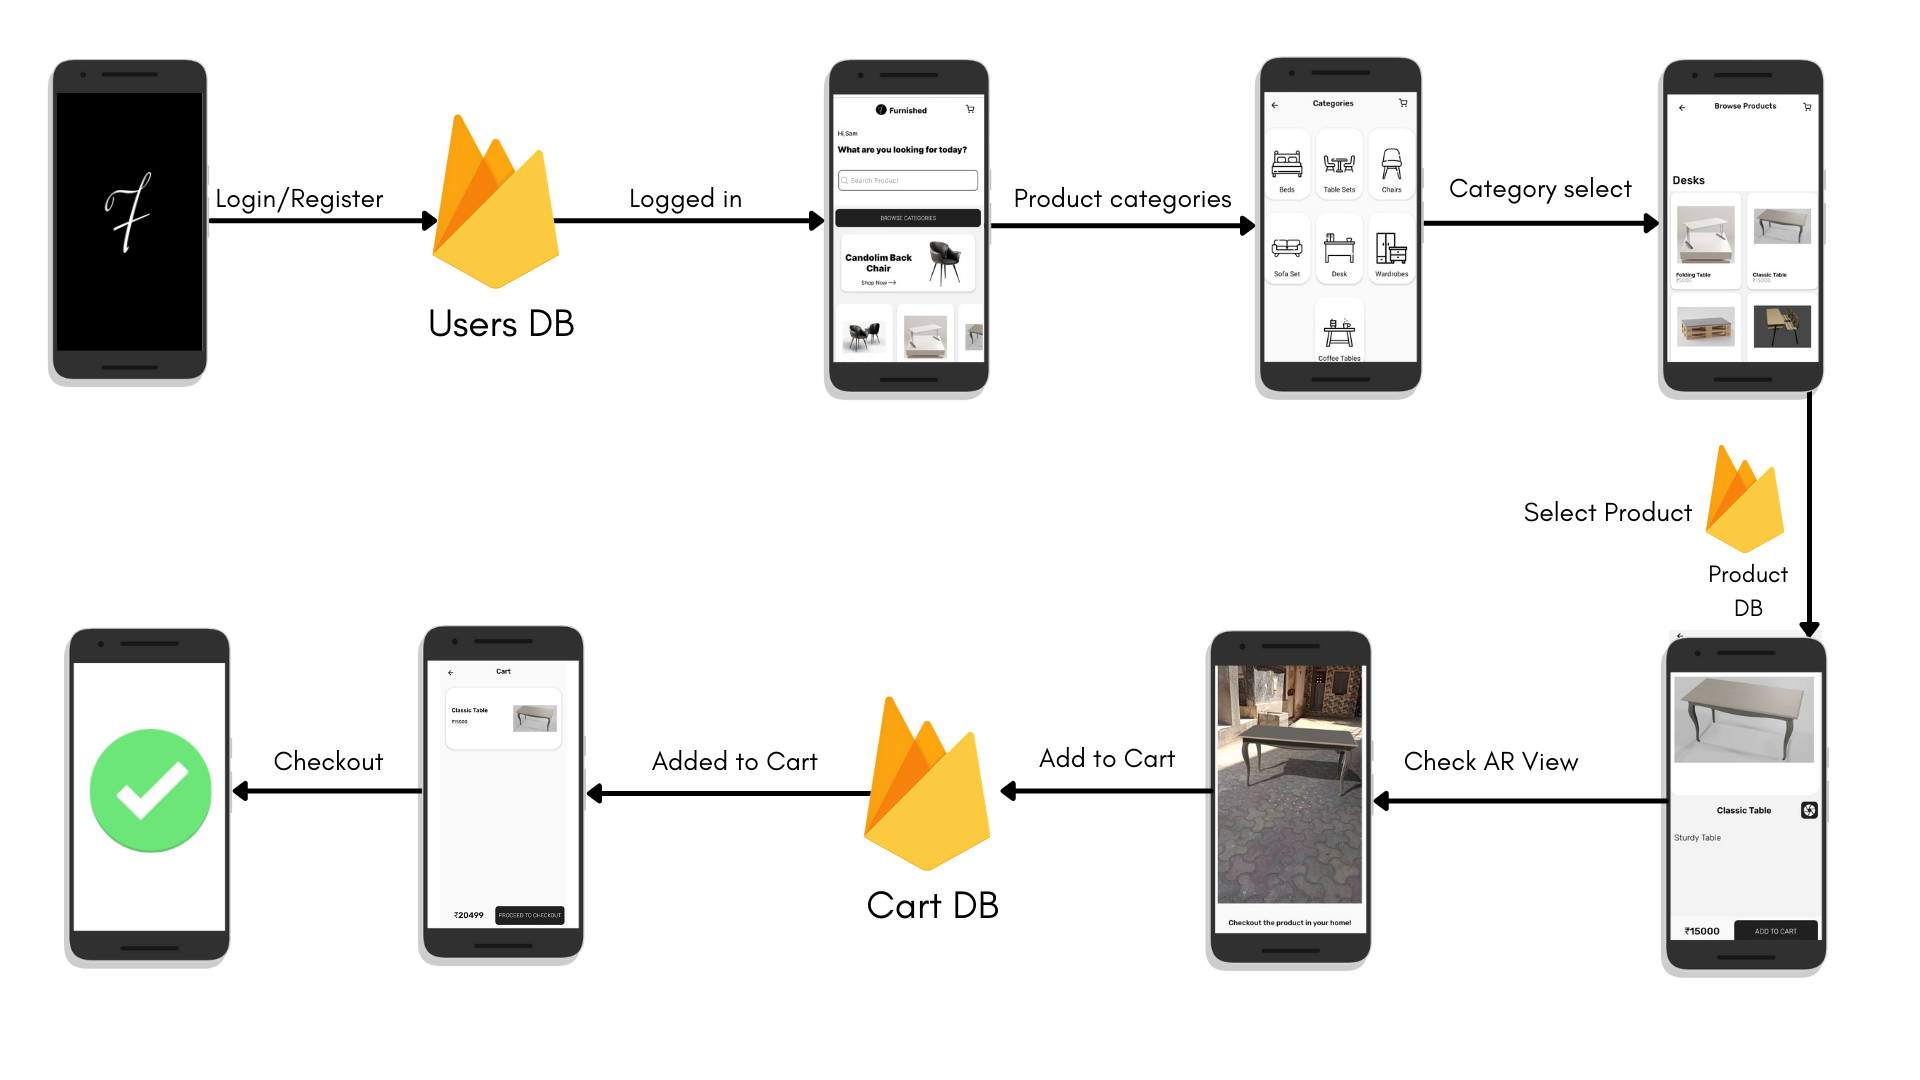 F
Login/Register
Users DB
Logged in
Furnished
Hi,Sam
What are you looking for today?
Search Product
BROWSE CATEGORIES
Candolim Back
Chair
Shop Now
Product categories
Categories
Beds
Table Sets
Chairs
Sofa Set
Desk
Wardrobes
Coffee Tables
Category select
Browse Products
Desks
Folding Table
₹5000
Classic Table
₹15000
Select Product
Product
DB
Classic Table
Sturdy Table
₹15000
ADD TO CART
Check AR View
Checkout the product in your home!
Add to Cart
Cart DB
Added to Cart
Cart
Classic Table
₹15000
₹20499
PROCEED TO CHECKOUT
Checkout